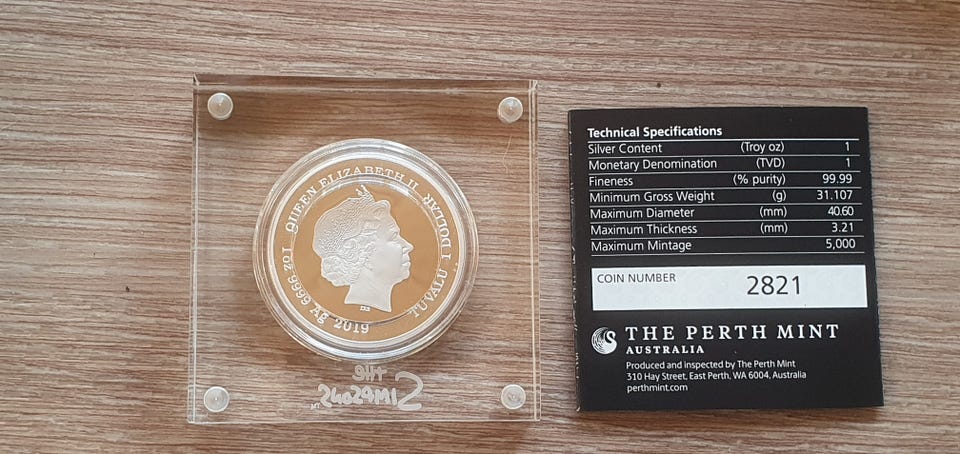 QUEEN ELIZABETH II
TUVALU 1 DOLLAR
1oz 9999 Ag 2019
THE
SIMPSONS
TM
Technical Specifications
Silver Content (Troy oz) 1
Monetary Denomination (TVD) 1
Fineness (% purity) 99.99
Minimum Gross Weight (g) 31.107
Maximum Diameter (mm) 40.60
Maximum Thickness (mm) 3.21
Maximum Mintage 5,000
COIN NUMBER 2821
THE PERTH MINT
AUSTRALIA
Produced and inspected by The Perth Mint
310 Hay Street, East Perth, WA 6004, Australia
perthmint.com